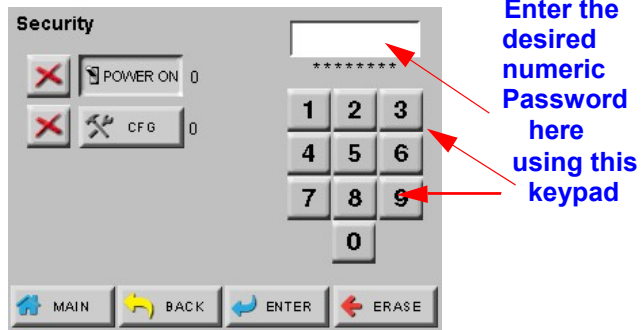 Security
POWER ON 0
CFG 0
********
1 2 3
4 5 6
7 8 9
0
MAIN BACK ENTER ERASE
Enter the
desired
numeric
Password
here
using this
keypad